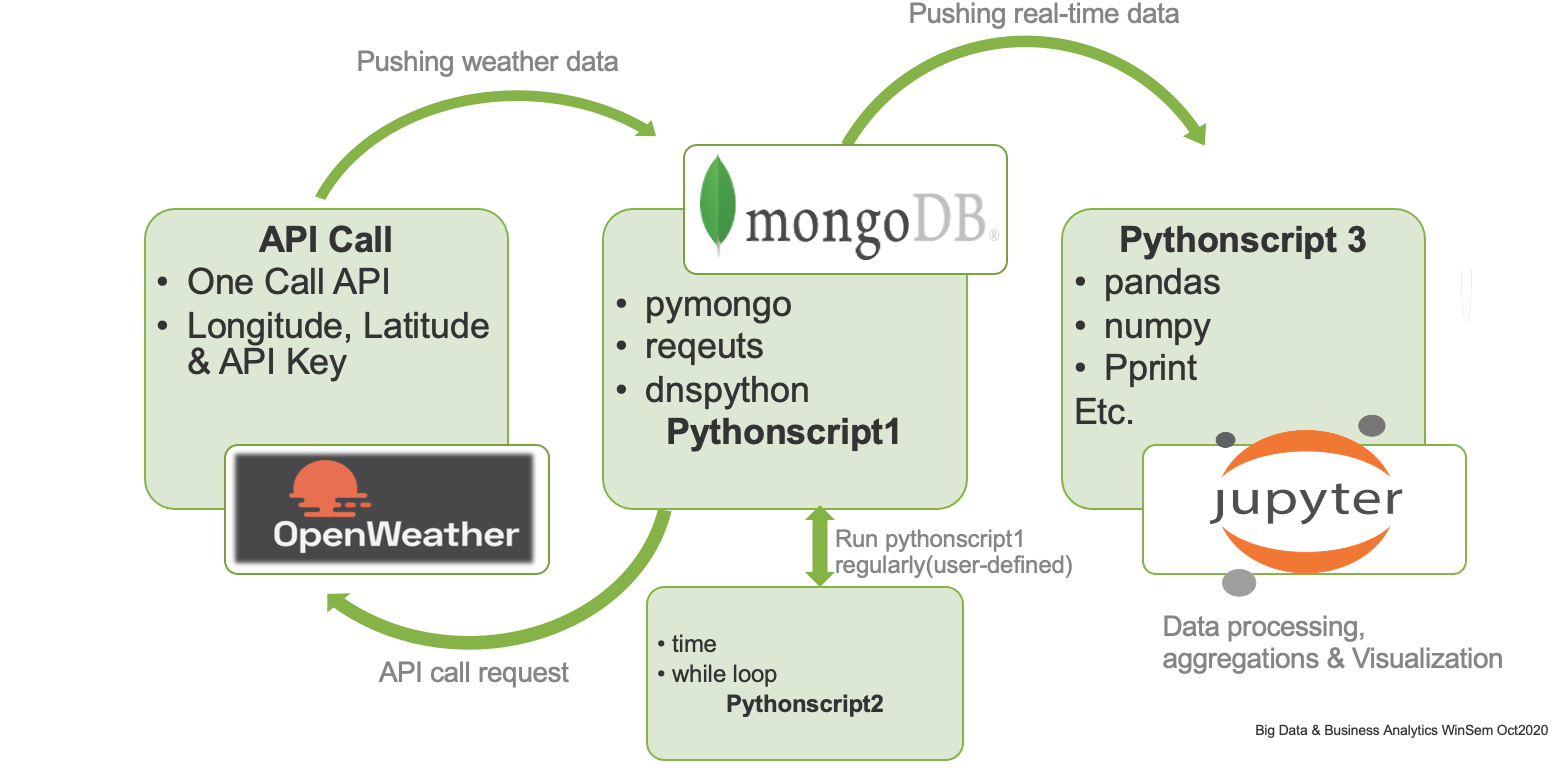 Pushing real-time data
Pushing weather data
mongoDB®
API Call
• One Call API
• Longitude, Latitude
& API Key
OpenWeather
• pymongo
• reqeuts
• dnspython
Pythonscript1
Pythonscript 3
• pandas
• numpy
• Pprint
Etc.
jupyter
Run pythonscript1
regularly(user-defined)
API call request
• time
• while loop
Pythonscript2
Data processing,
aggregations & Visualization
Big Data & Business Analytics WinSem Oct2020